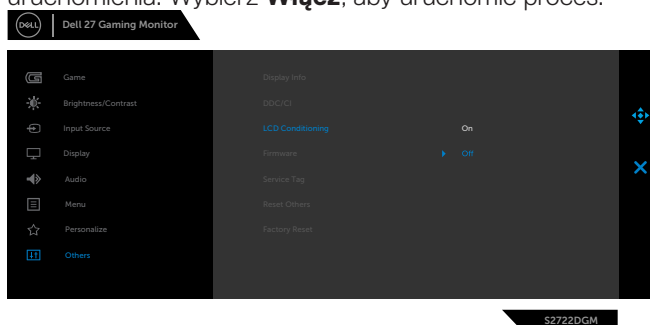 uruchomienia. Wybierz Włącz, aby uruchomić proces.
DELL Dell 27 Gaming Monitor
Game Display Info
Brightness/Contrast DDC/CI
Input Source LCD Conditioning On
Display Firmware Off
Audio Service Tag
Menu Reset Others
Personalize Factory Reset
Others
S2722DGM